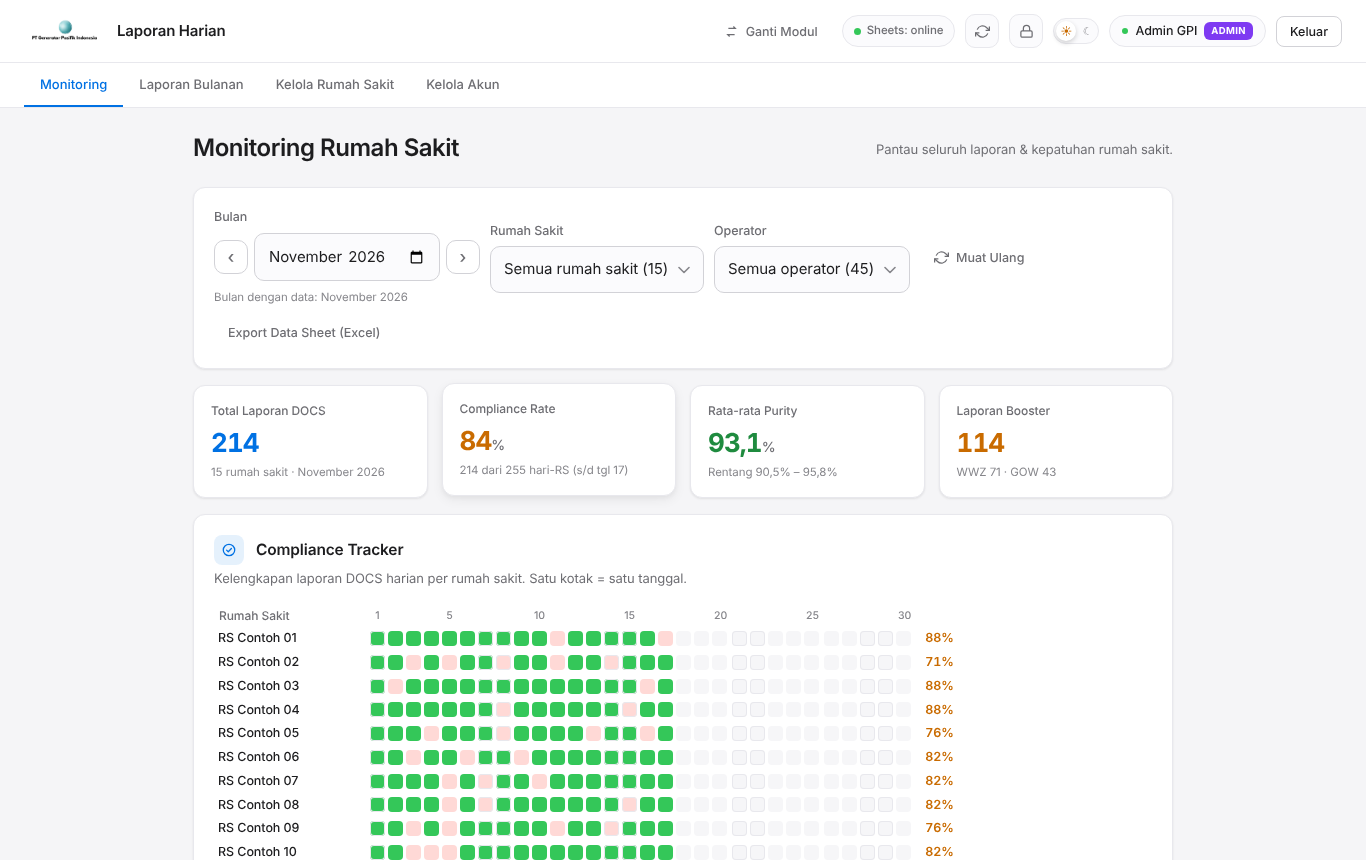 PT Generator Pasifik Indonesia
Laporan Harian
Ganti Modul
Sheets: online
Admin GPI ADMIN
Keluar
Monitoring
Laporan Bulanan
Kelola Rumah Sakit
Kelola Akun
Monitoring Rumah Sakit
Pantau seluruh laporan & kepatuhan rumah sakit.
Bulan
November 2026
Bulan dengan data: November 2026
Rumah Sakit
Semua rumah sakit (15)
Operator
Semua operator (45)
Muat Ulang
Export Data Sheet (Excel)
Total Laporan DOCS
214
15 rumah sakit · November 2026
Compliance Rate
84%
214 dari 255 hari-RS (s/d tgl 17)
Rata-rata Purity
93,1%
Rentang 90,5% – 95,8%
Laporan Booster
114
WWZ 71 · GOW 43
Compliance Tracker
Kelengkapan laporan DOCS harian per rumah sakit. Satu kotak = satu tanggal.
Rumah Sakit 1 5 10 15 20 25 30
RS Contoh 01 88%
RS Contoh 02 71%
RS Contoh 03 88%
RS Contoh 04 88%
RS Contoh 05 76%
RS Contoh 06 82%
RS Contoh 07 82%
RS Contoh 08 82%
RS Contoh 09 76%
RS Contoh 10 82%